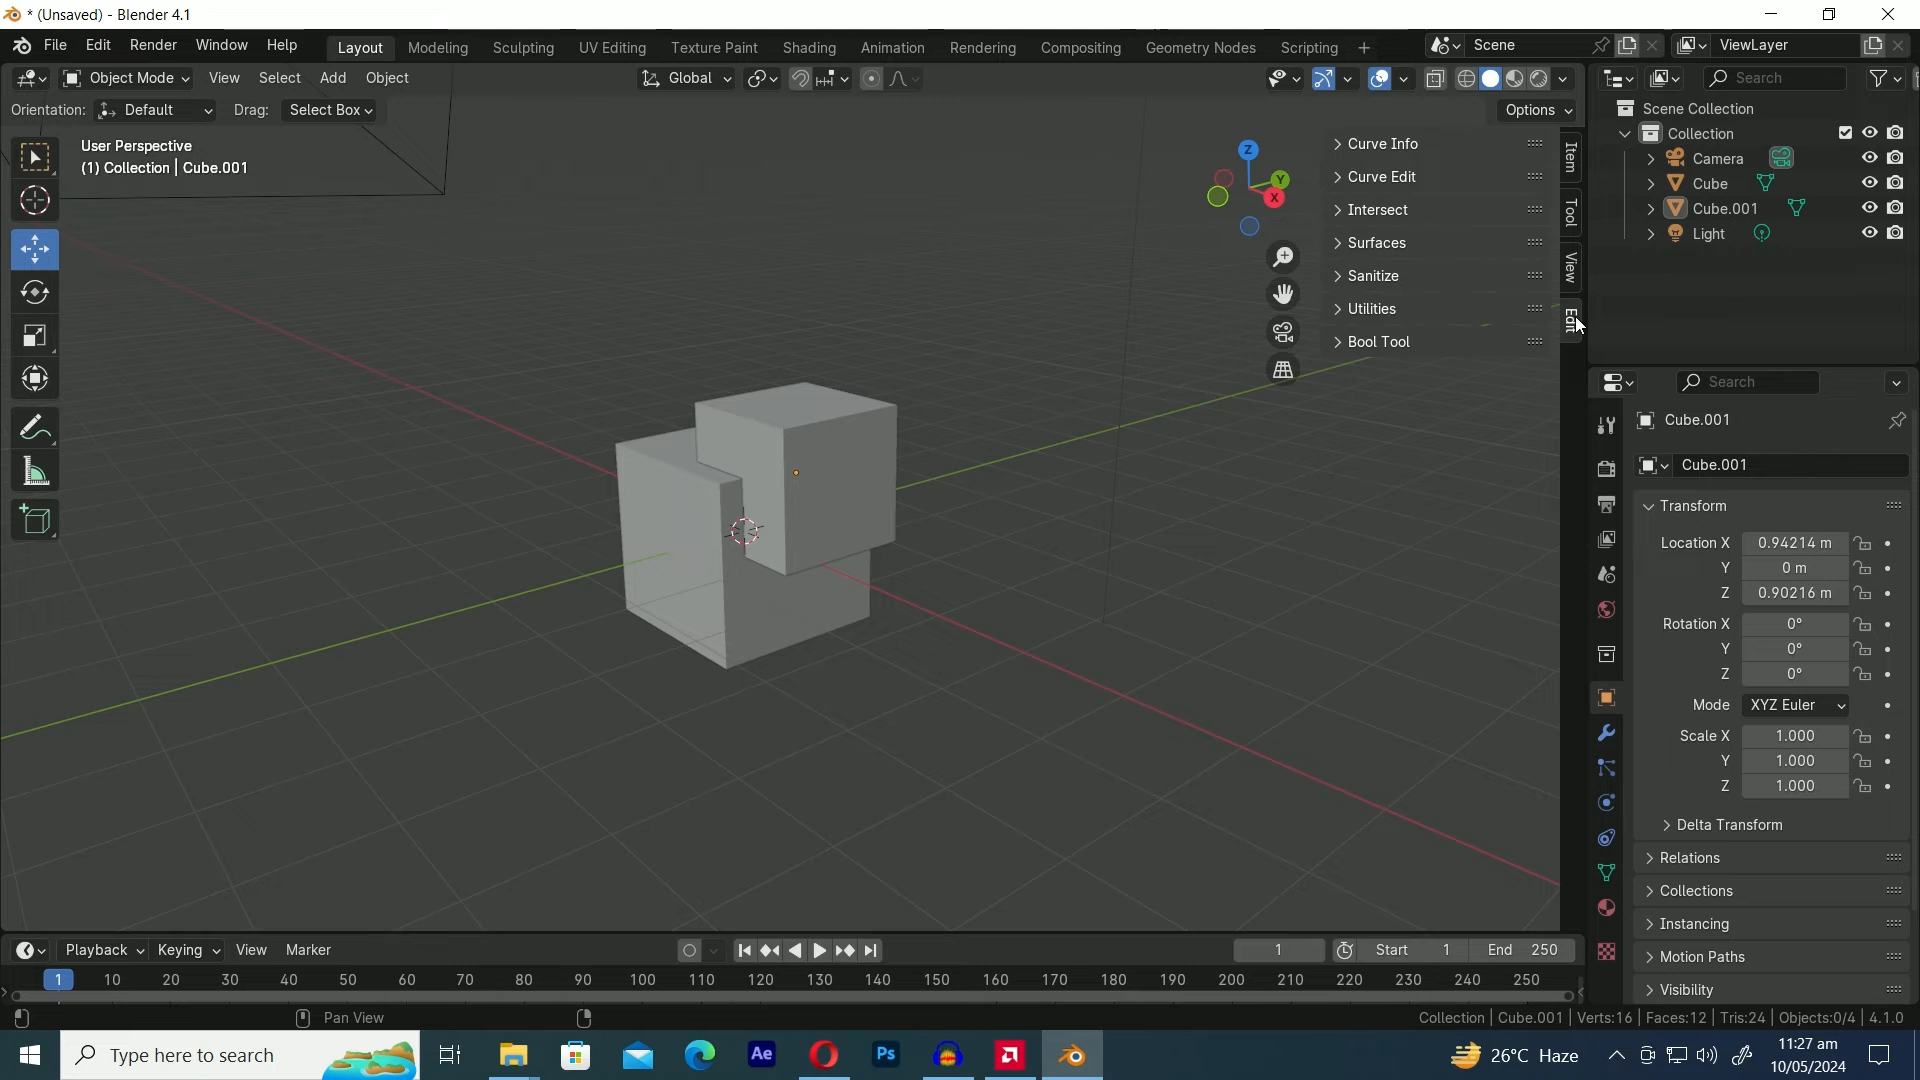 * (Unsaved) - Blender 4.1
File Edit Render Window Help Layout Modeling Sculpting UV Editing Texture Paint Shading Animation Rendering Compositing Geometry Nodes Scripting + Scene ViewLayer
Object Mode View Select Add Object Global Search
Orientation: Default Drag: Select Box Options
User Perspective
(1) Collection | Cube.001
Z
Y
X
Curve Info
Curve Edit
Intersect
Surfaces
Sanitize
Utilities
Bool Tool
Item
Tool
View
Edit
Scene Collection
Collection
Camera
Cube
Cube.001
Light
Search
Cube.001
Cube.001
Transform
Location X 0.94214 m
Y 0 m
Z 0.90216 m
Rotation X 0°
Y 0°
Z 0°
Mode XYZ Euler
Scale X 1.000
Y 1.000
Z 1.000
Delta Transform
Relations
Collections
Instancing
Motion Paths
Visibility
Playback Keying View Marker 1 Start 1 End 250
1 10 20 30 40 50 60 70 80 90 100 110 120 130 140 150 160 170 180 190 200 210 220 230 240 250
Pan View Collection | Cube.001 | Verts:16 | Faces:12 | Tris:24 | Objects:0/4 | 4.1.0
Type here to search Ae Ps 26°C Haze 11:27 am
10/05/2024